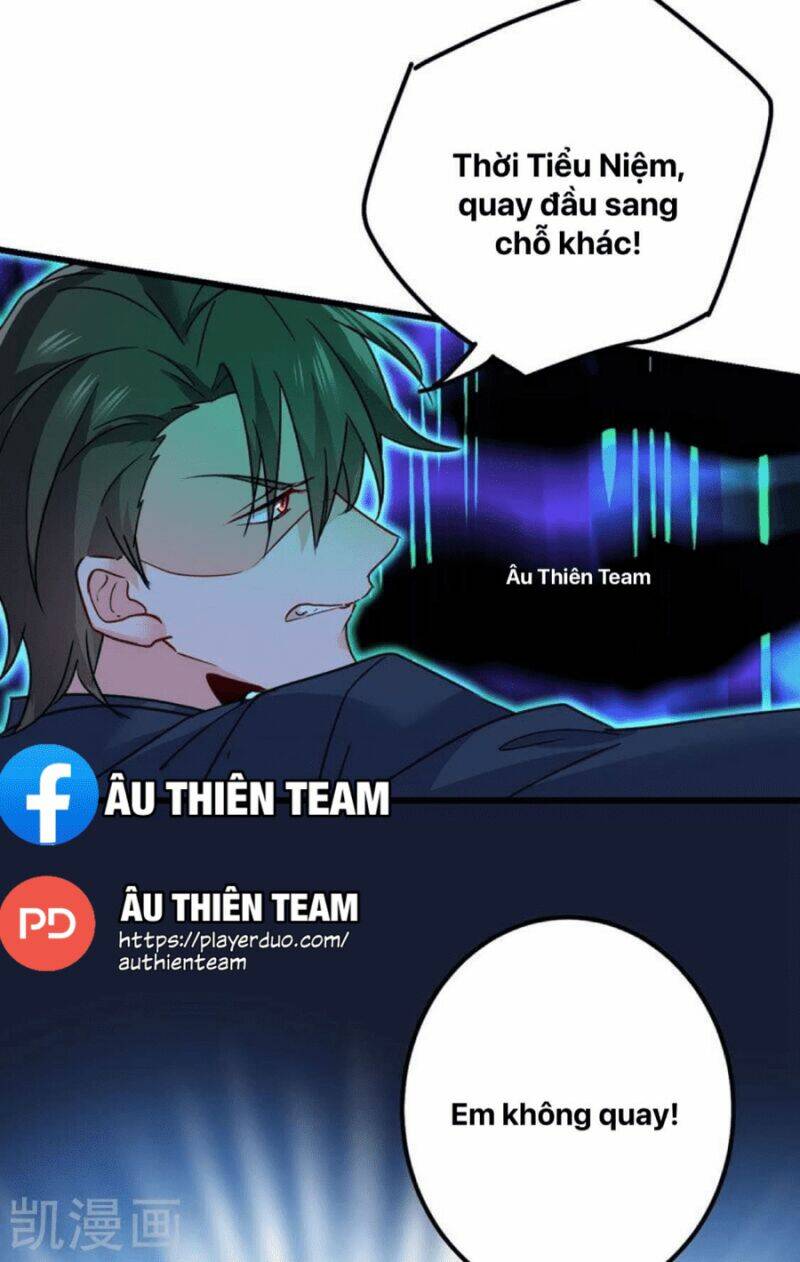 Thời Tiểu Niệm,
quay đầu sang
chỗ khác!
Âu Thiên Team
ÂU THIÊN TEAM
PD
ÂU THIÊN TEAM
https://playerduo.com/
authienteam
Em không quay!
凯漫画